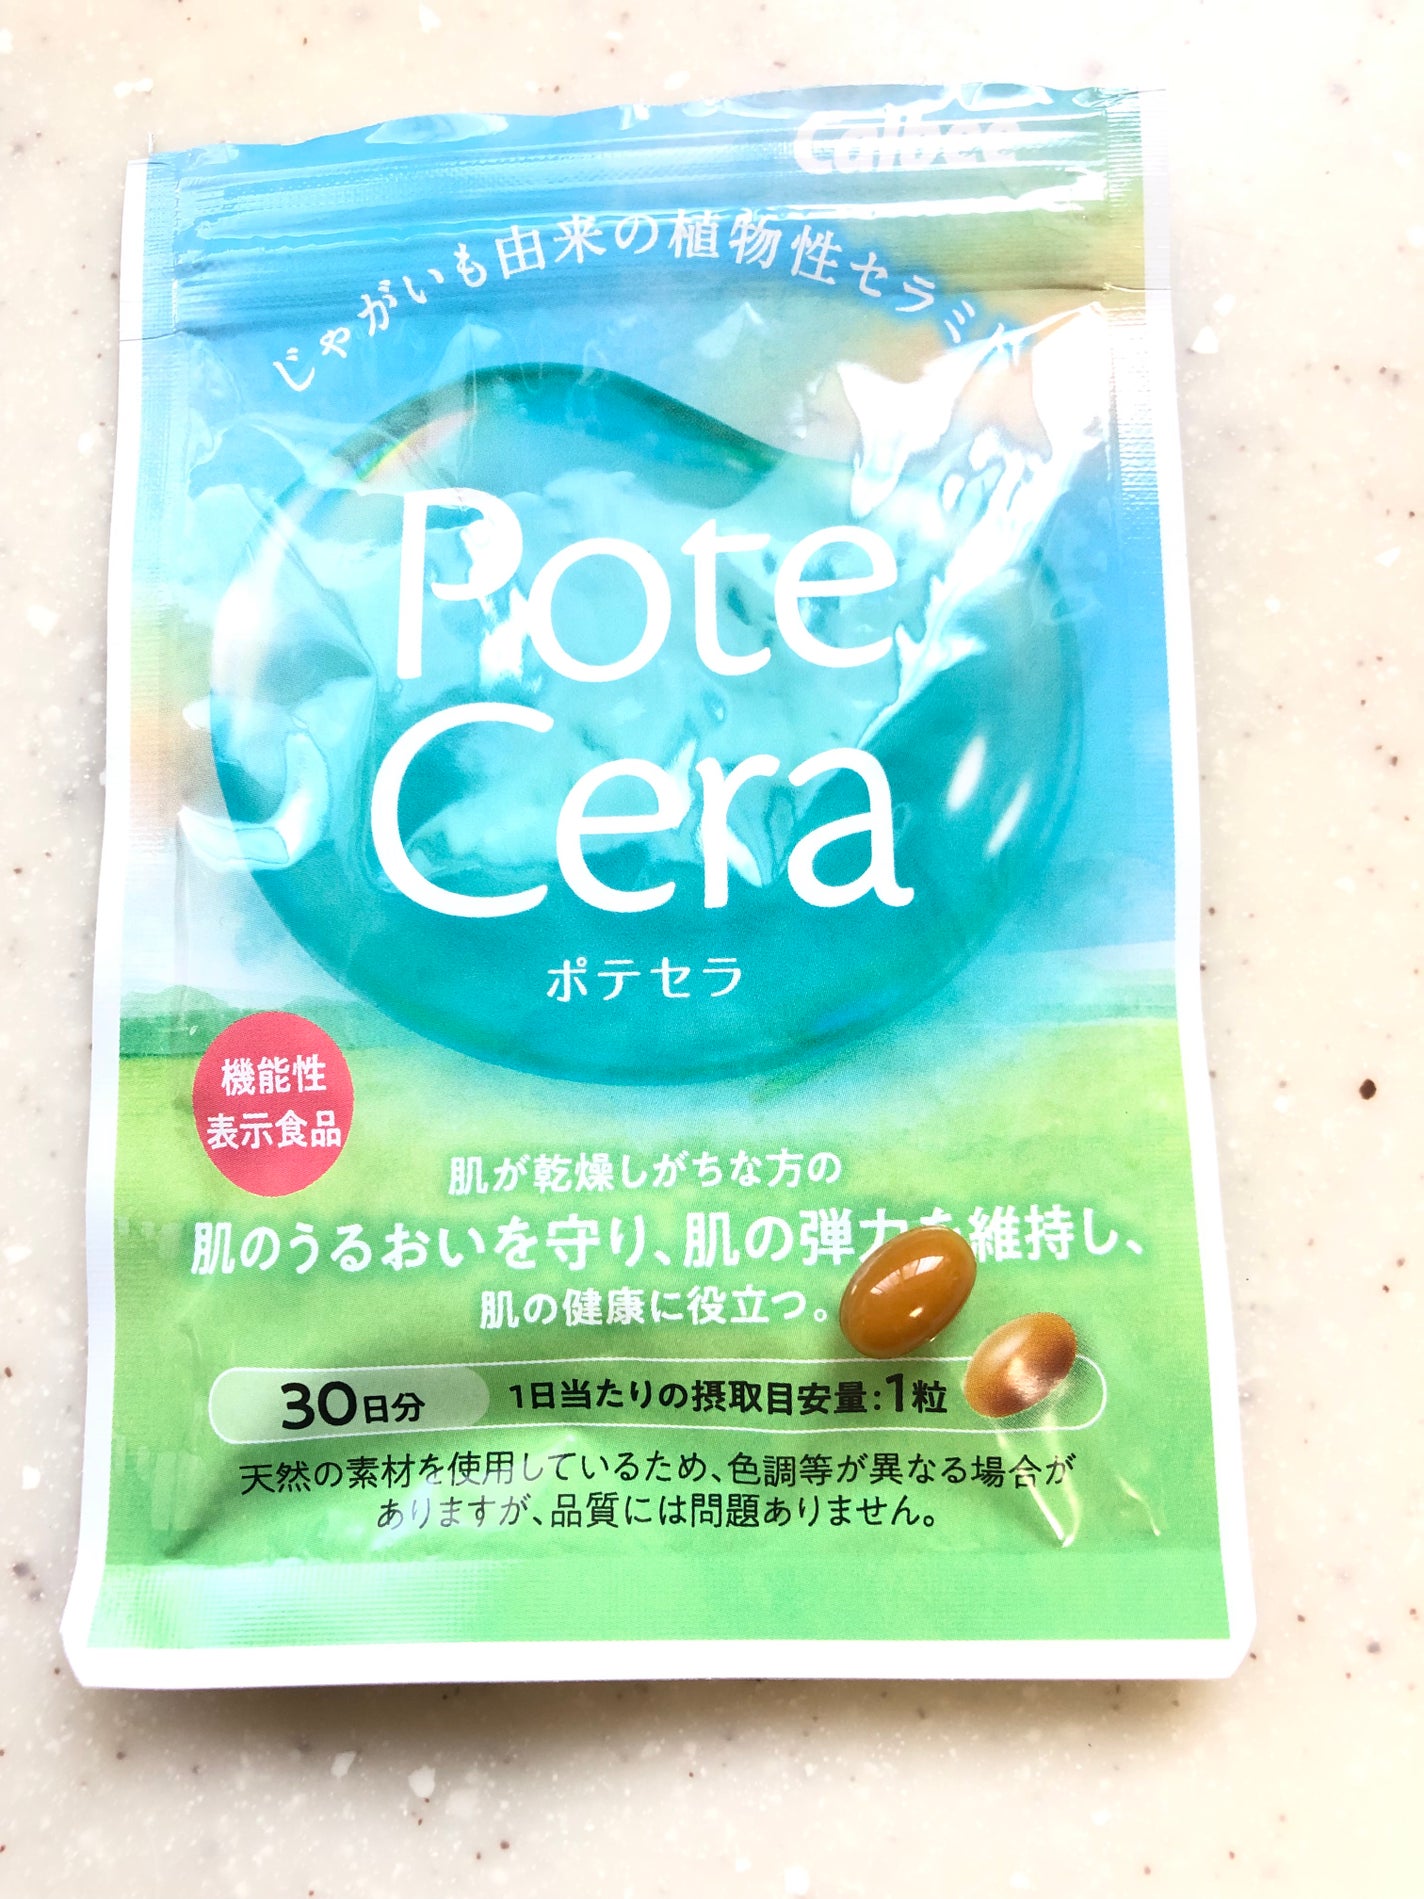 Calbee
じゃがいも由来の植物性セラミド
Pote
Cera
ポテセラ
機能性
表示食品
肌が乾燥しがちな方の
肌のうるおいを守り、肌の弾力を維持し、
肌の健康に役立つ。
30日分 1日当たりの摂取目安量:1粒
天然の素材を使用しているため、色調等が異なる場合が
ありますが、品質には問題ありません。